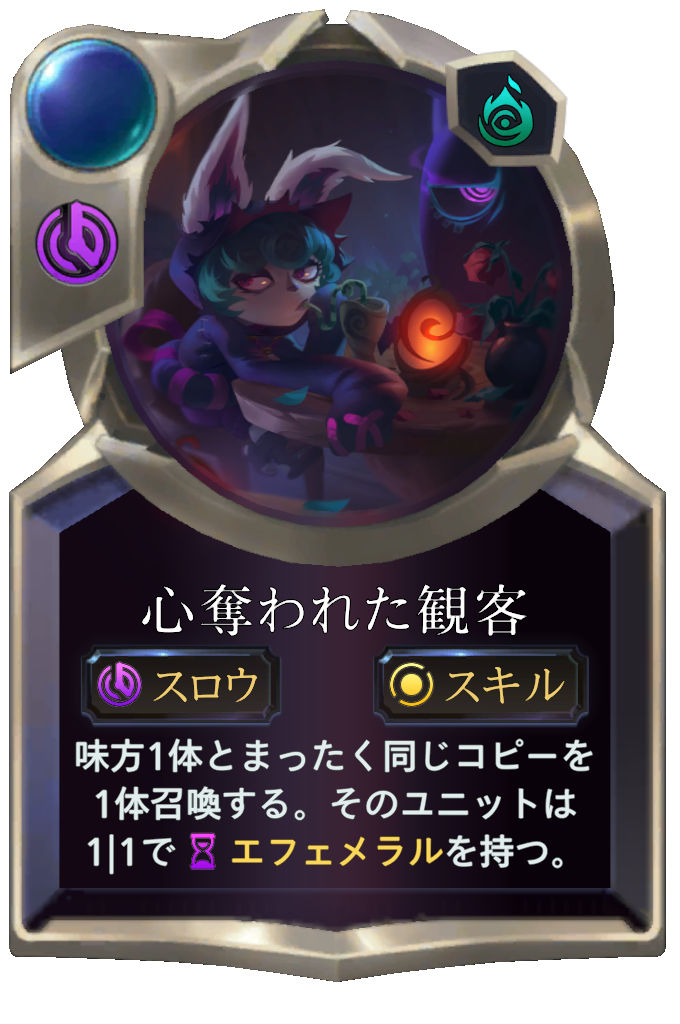 心奪われた観客
スロウ スキル
味方1体とまったく同じコピーを
1体召喚する。そのユニットは
1|1で エフェメラルを持つ。